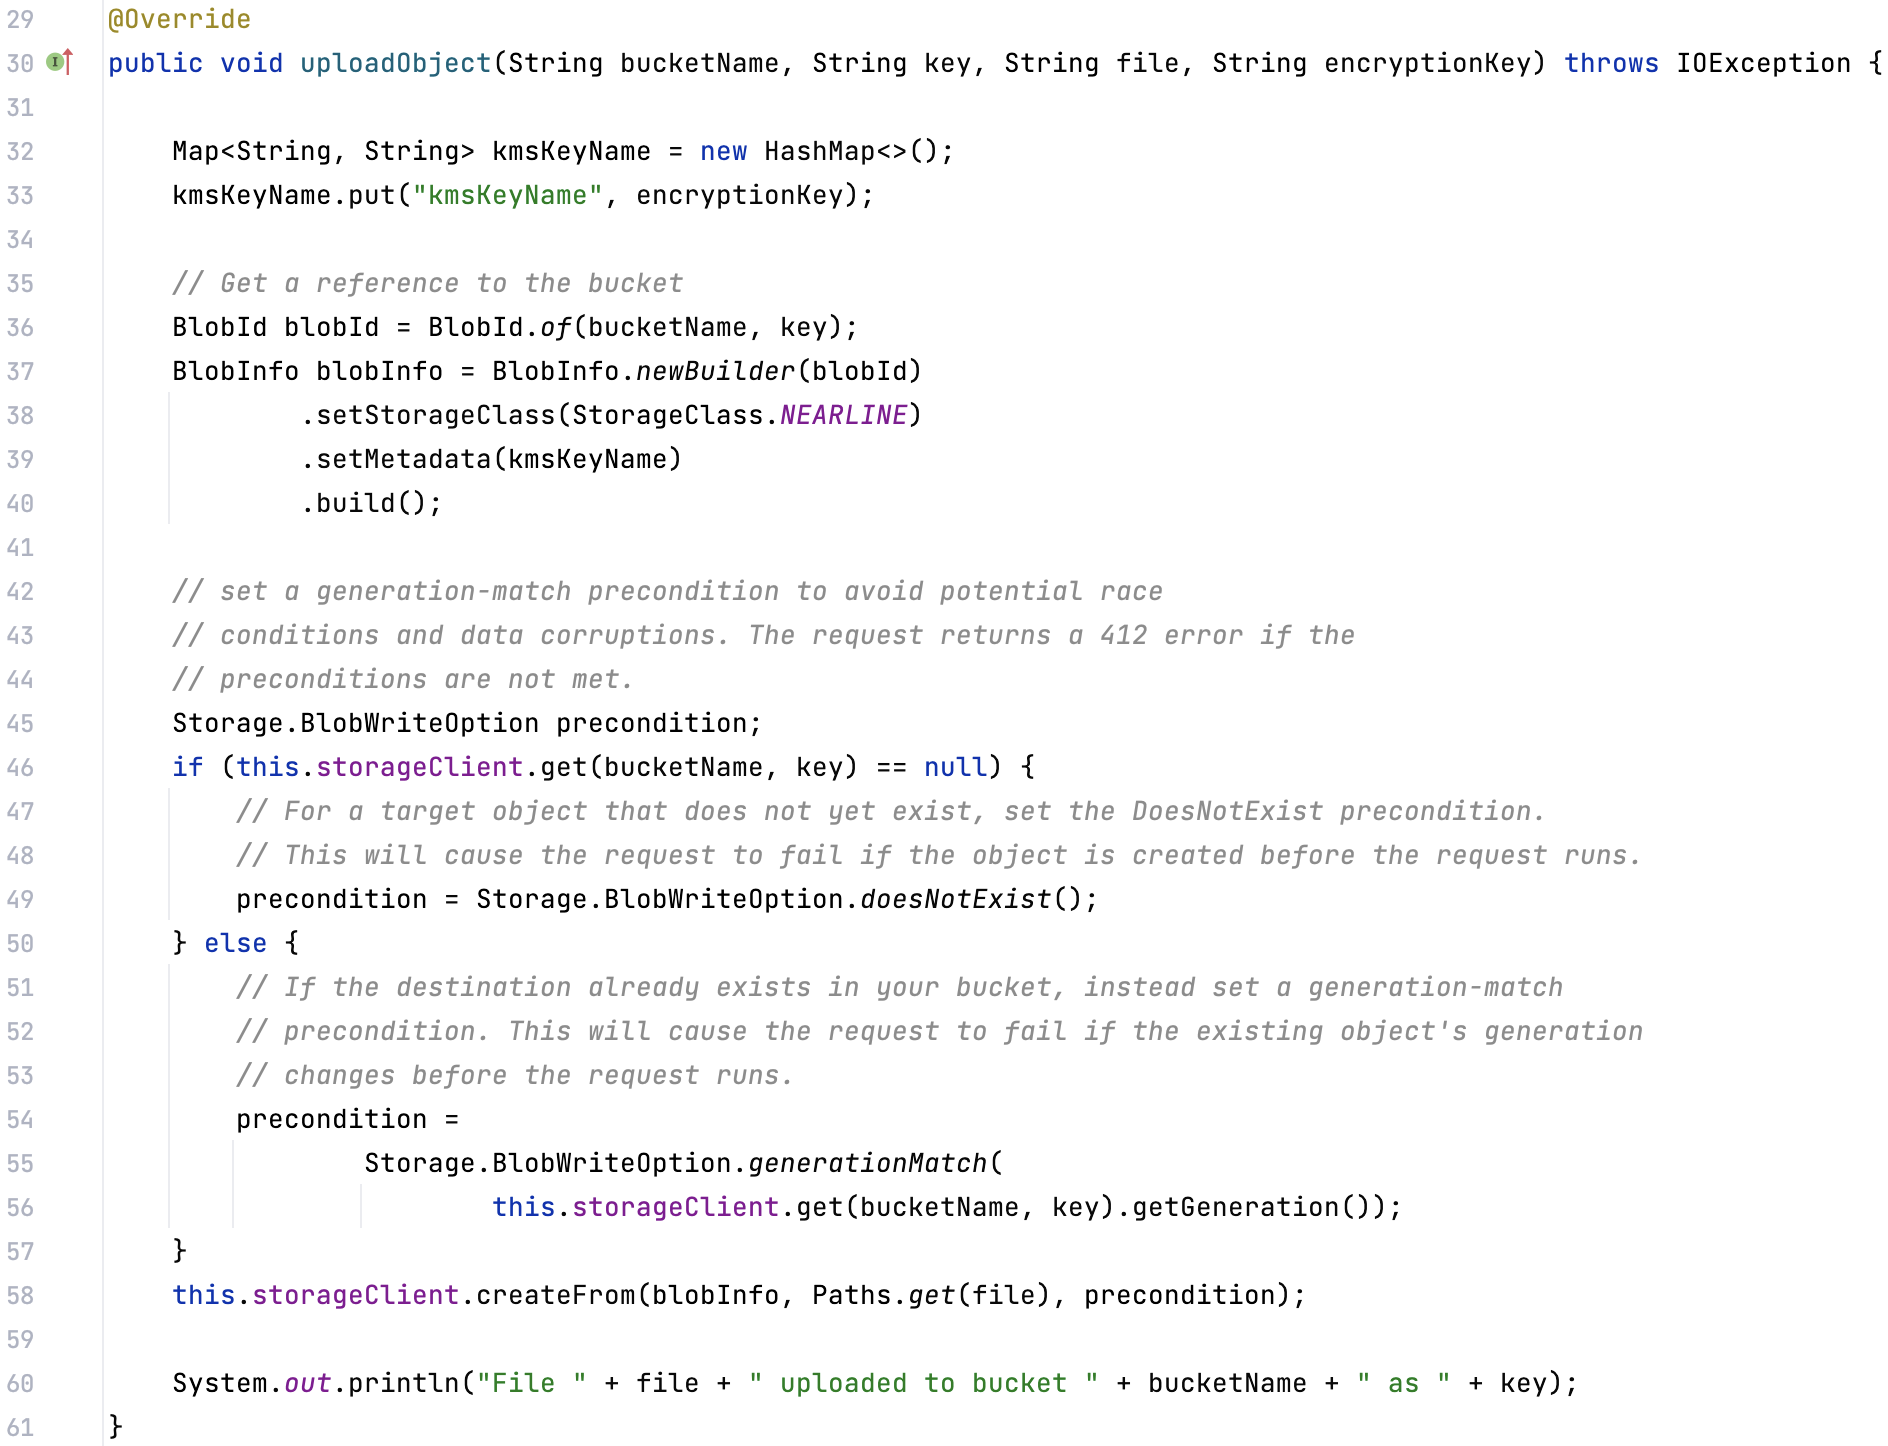 29 @Override
30 public void uploadObject(String bucketName, String key, String file, String encryptionKey) throws IOException {
31
32     Map<String, String> kmsKeyName = new HashMap<>();
33     kmsKeyName.put("kmsKeyName", encryptionKey);
34
35     // Get a reference to the bucket
36     BlobId blobId = BlobId.of(bucketName, key);
37     BlobInfo blobInfo = BlobInfo.newBuilder(blobId)
38             .setStorageClass(StorageClass.NEARLINE)
39             .setMetadata(kmsKeyName)
40             .build();
41
42     // set a generation-match precondition to avoid potential race
43     // conditions and data corruptions. The request returns a 412 error if the
44     // preconditions are not met.
45     Storage.BlobWriteOption precondition;
46     if (this.storageClient.get(bucketName, key) == null) {
47         // For a target object that does not yet exist, set the DoesNotExist precondition.
48         // This will cause the request to fail if the object is created before the request runs.
49         precondition = Storage.BlobWriteOption.doesNotExist();
50     } else {
51         // If the destination already exists in your bucket, instead set a generation-match
52         // precondition. This will cause the request to fail if the existing object's generation
53         // changes before the request runs.
54         precondition =
55                 Storage.BlobWriteOption.generationMatch(
56                         this.storageClient.get(bucketName, key).getGeneration());
57     }
58     this.storageClient.createFrom(blobInfo, Paths.get(file), precondition);
59
60     System.out.println("File " + file + " uploaded to bucket " + bucketName + " as " + key);
61 }